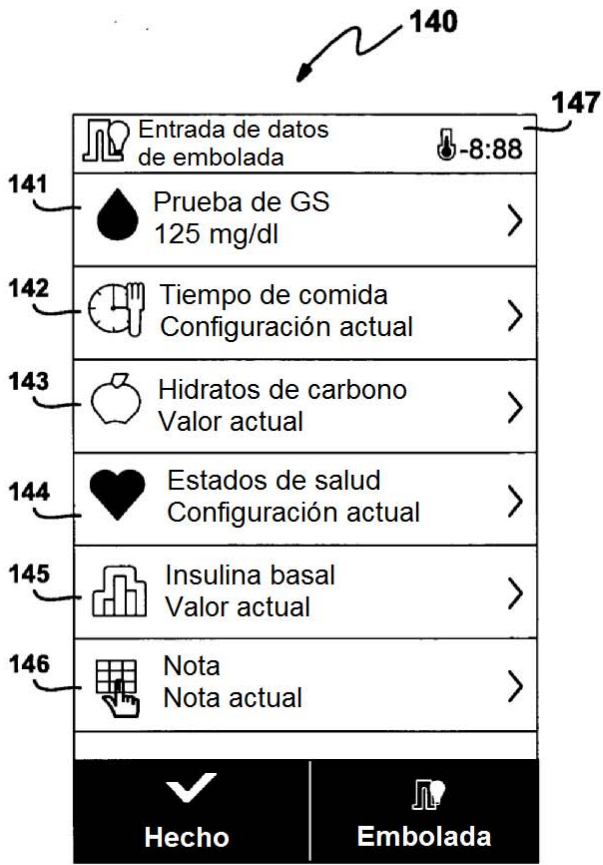 140
147
Entrada de datos
de embolada
-8:88
141
Prueba de GS
125 mg/dl
142
Tiempo de comida
Configuración actual
143
Hidratos de carbono
Valor actual
144
Estados de salud
Configuración actual
145
Insulina basal
Valor actual
146
Nota
Nota actual
Hecho
Embolada